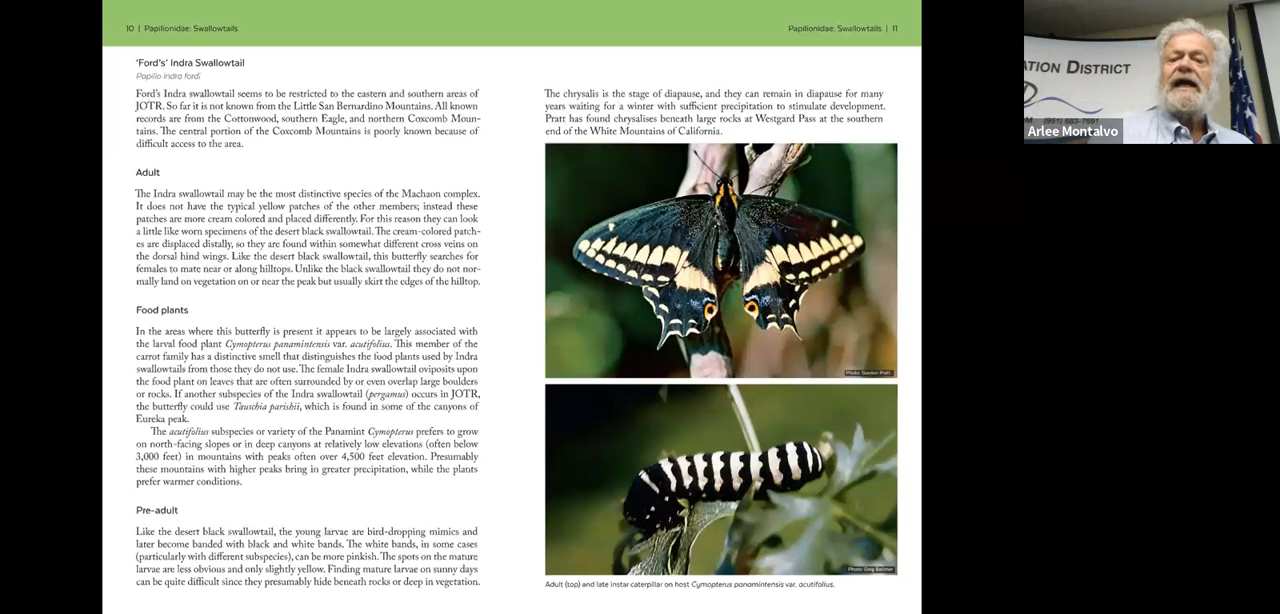 10 | Papilionidae: Swallowtails
Papilionidae: Swallowtails | 11
'Ford's' Indra Swallowtail
Papilio indra fordi
Ford's Indra swallowtail seems to be restricted to the eastern and southern areas of
JOTR. So far it is not known from the Little San Bernardino Mountains. All known
records are from the Cottonwood, southern Eagle, and northern Coxcomb Moun-
tains. The central portion of the Coxcomb Mountains is poorly known because of
difficult access to the area.
Adult
The Indra swallowtail may be the most distinctive species of the Machaon complex.
It does not have the typical yellow patches of the other members; instead these
patches are more cream colored and placed differently. For this reason they can look
a little like worn specimens of the desert black swallowtail. The cream-colored patch-
es are displaced distally, so they are found within somewhat different cross veins on
the dorsal hind wings. Like the desert black swallowtail, this butterfly searches for
females to mate near or along hilltops. Unlike the black swallowtail they do not nor-
mally land on vegetation on or near the peak but usually skirt the edges of the hilltop.
Food plants
In the areas where this butterfly is present it appears to be largely associated with
the larval food plant Cymopterus panamintensis var. acutifolius. This member of the
carrot family has a distinctive smell that distinguishes the food plants used by Indra
swallowtails from those they do not use. The female Indra swallowtail oviposits upon
the food plant on leaves that are often surrounded by or even overlap large boulders
or rocks. If another subspecies of the Indra swallowtail (pergamus) occurs in JOTR,
the butterfly could use Tauschia parishii, which is found in some of the canyons of
Eureka peak.
The acutifolius subspecies or variety of the Panamint Cymopterus prefers to grow
on north-facing slopes or in deep canyons at relatively low elevations (often below
3,000 feet) in mountains with peaks often over 4,500 feet elevation. Presumably
these mountains with higher peaks bring in greater precipitation, while the plants
prefer warmer conditions.
Pre-adult
Like the desert black swallowtail, the young larvae are bird-dropping mimics and
later become banded with black and white bands. The white bands, in some cases
(particularly with different subspecies), can be more pinkish. The spots on the mature
larvae are less obvious and only slightly yellow. Finding mature larvae on sunny days
can be quite difficult since they presumably hide beneath rocks or deep in vegetation.
The chrysalis is the stage of diapause, and they can remain in diapause for many
years waiting for a winter with sufficient precipitation to stimulate development.
Pratt has found chrysalises beneath large rocks at Westgard Pass at the southern
end of the White Mountains of California.
Photo: Gordon Pratt
Photo: Greg Ballmer
Adult (top) and late instar caterpillar on host Cymopterus panamintensis var. acutifolius.
ATION DISTRICT
Arlee Montalvo